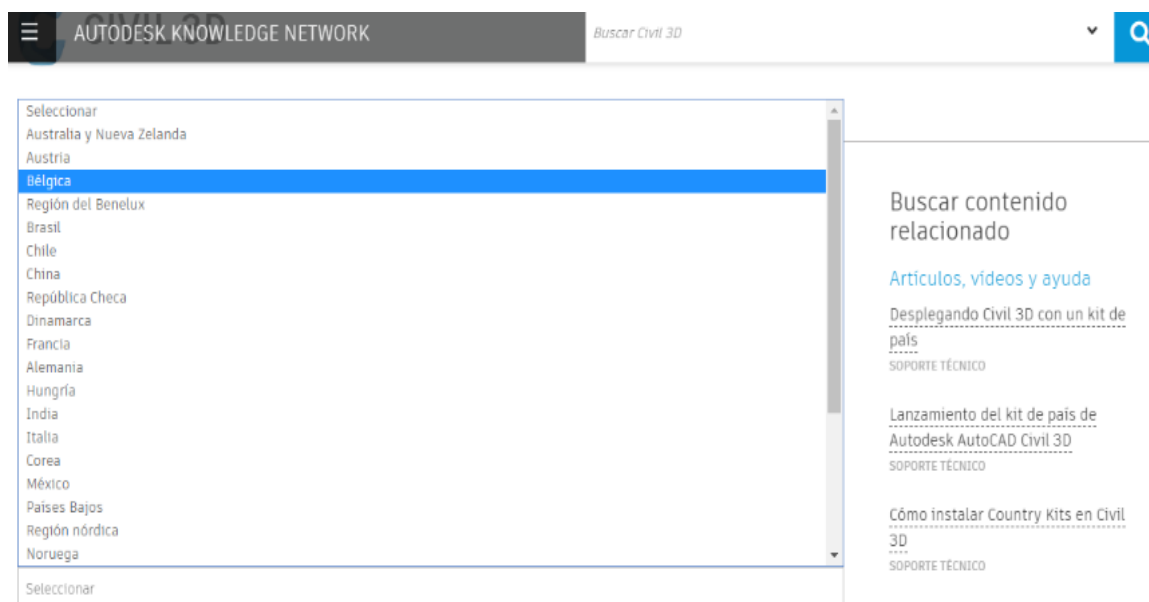 CIVIL 3D
AUTODESK KNOWLEDGE NETWORK
Buscar Civil 3D
Seleccionar
Australia y Nueva Zelanda
Austria
Bélgica
Región del Benelux
Brasil
Chile
China
República Checa
Dinamarca
Francia
Alemania
Hungría
India
Italia
Corea
México
Países Bajos
Región nórdica
Noruega
Seleccionar
Buscar contenido
relacionado
Artículos, vídeos y ayuda
Desplegando Civil 3D con un kit de
país
SOPORTE TÉCNICO
Lanzamiento del kit de país de
Autodesk AutoCAD Civil 3D
SOPORTE TÉCNICO
Cómo instalar Country Kits en Civil
3D
SOPORTE TÉCNICO